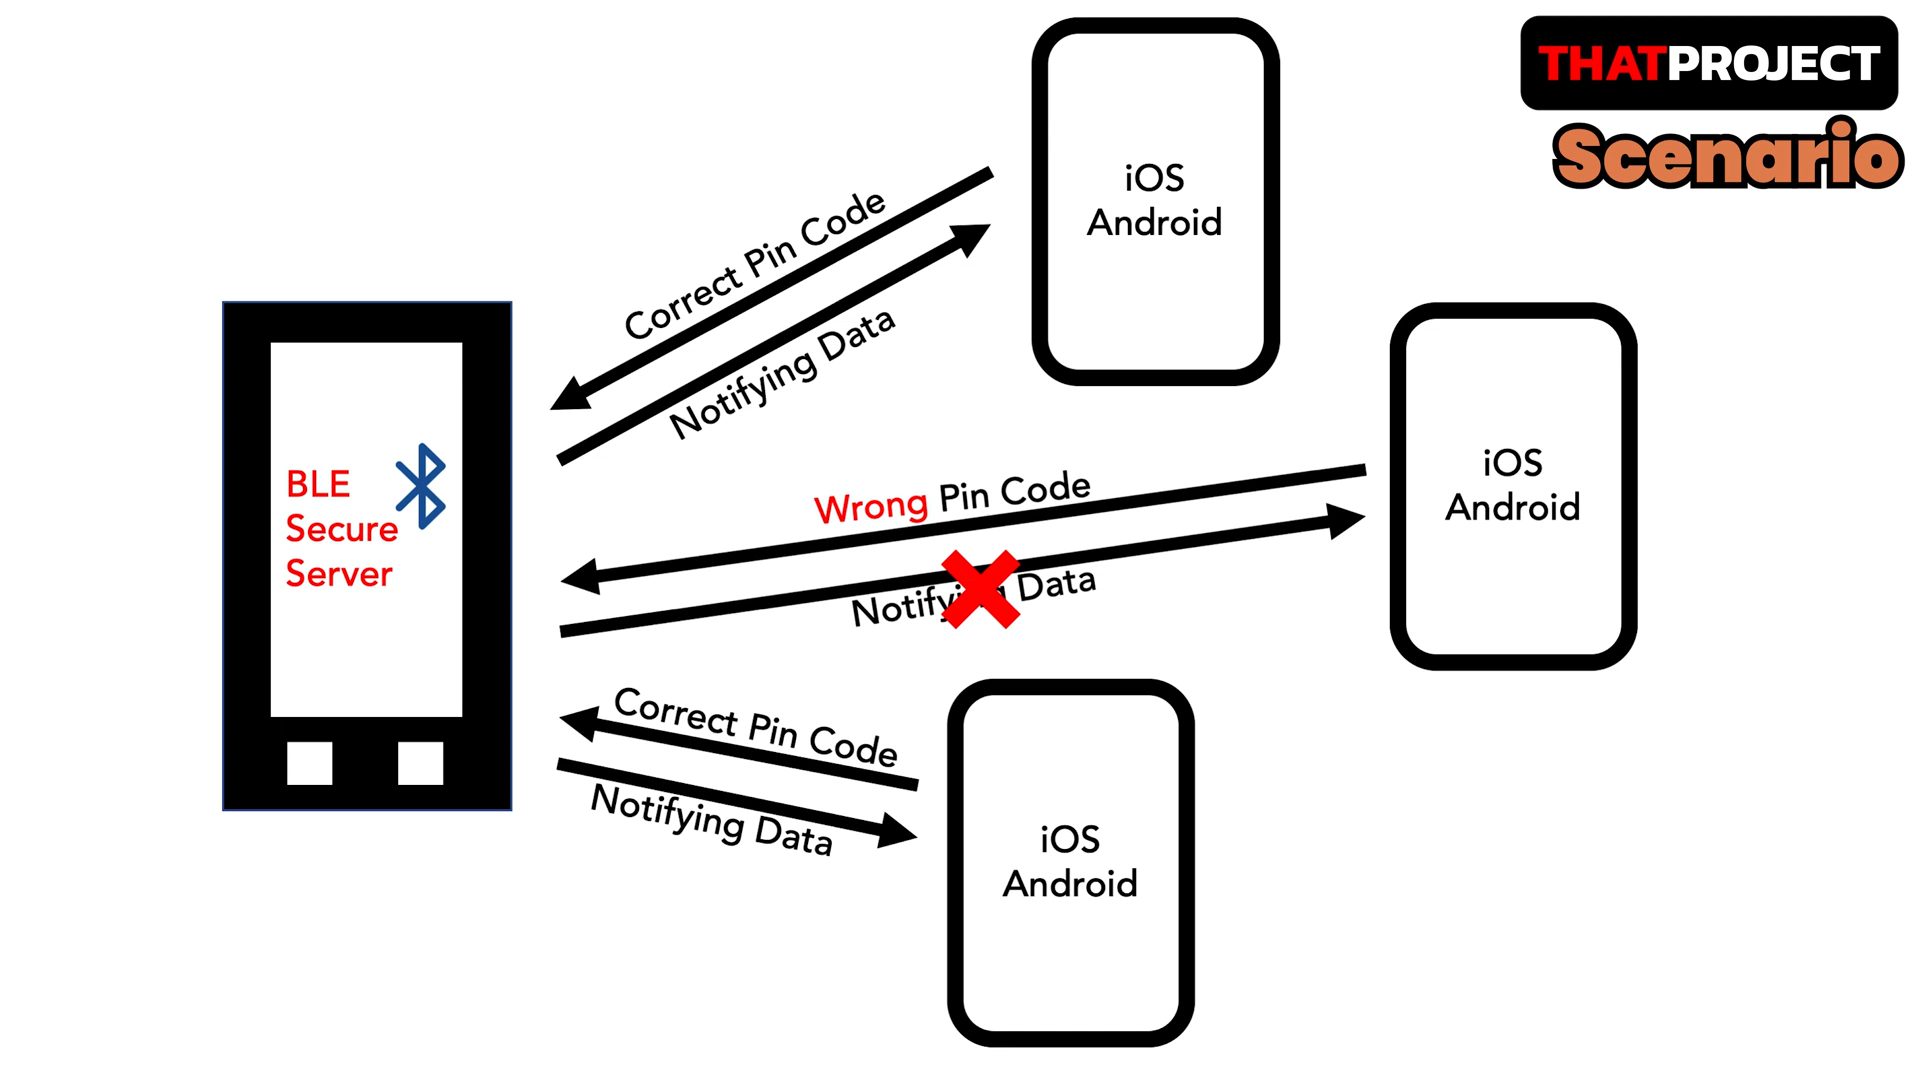 THATPROJECT
Scenario
iOS
Android
Correct Pin Code
Notifying Data
iOS
Android
Wrong Pin Code
Notifying Data
BLE
Secure
Server
Correct Pin Code
Notifying Data
iOS
Android